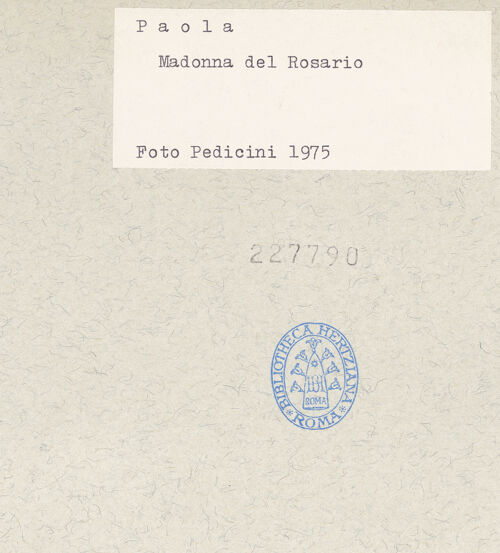 P a o l a
Madonna del Rosario
Foto Pedicini 1975
227790
BIBLIOTHECA HERTZIANA
ROMA
* ROMA *